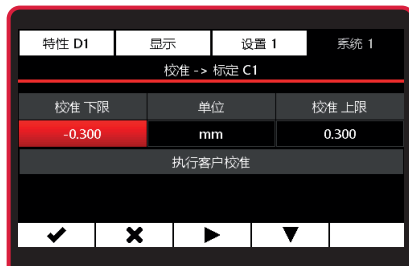 特性 D1 显示 设置 1 系统 1
校准 -> 标定 C1
校准 下限 单位 校准 上限
-0.300 mm 0.300
执行客户校准